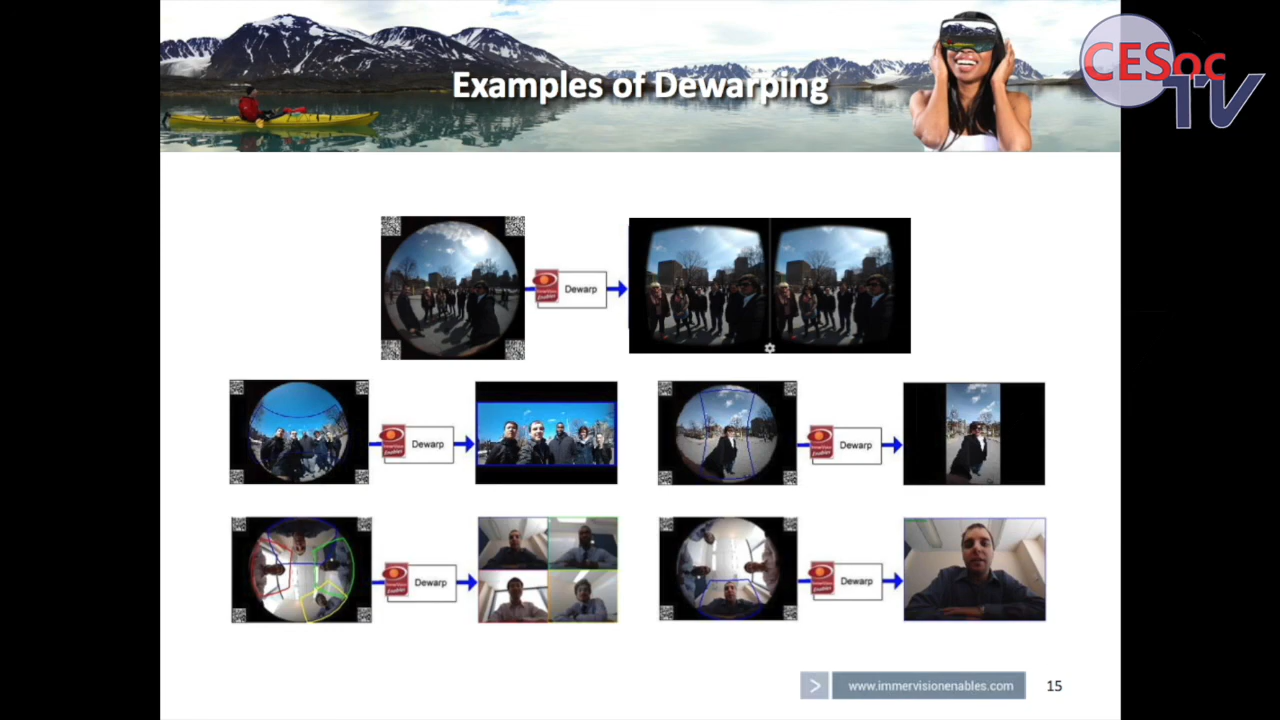 Examples of Dewarping
CESoc
TV
Dewarp
Dewarp
Dewarp
Dewarp
Dewarp
>
www.immervisionenables.com
15